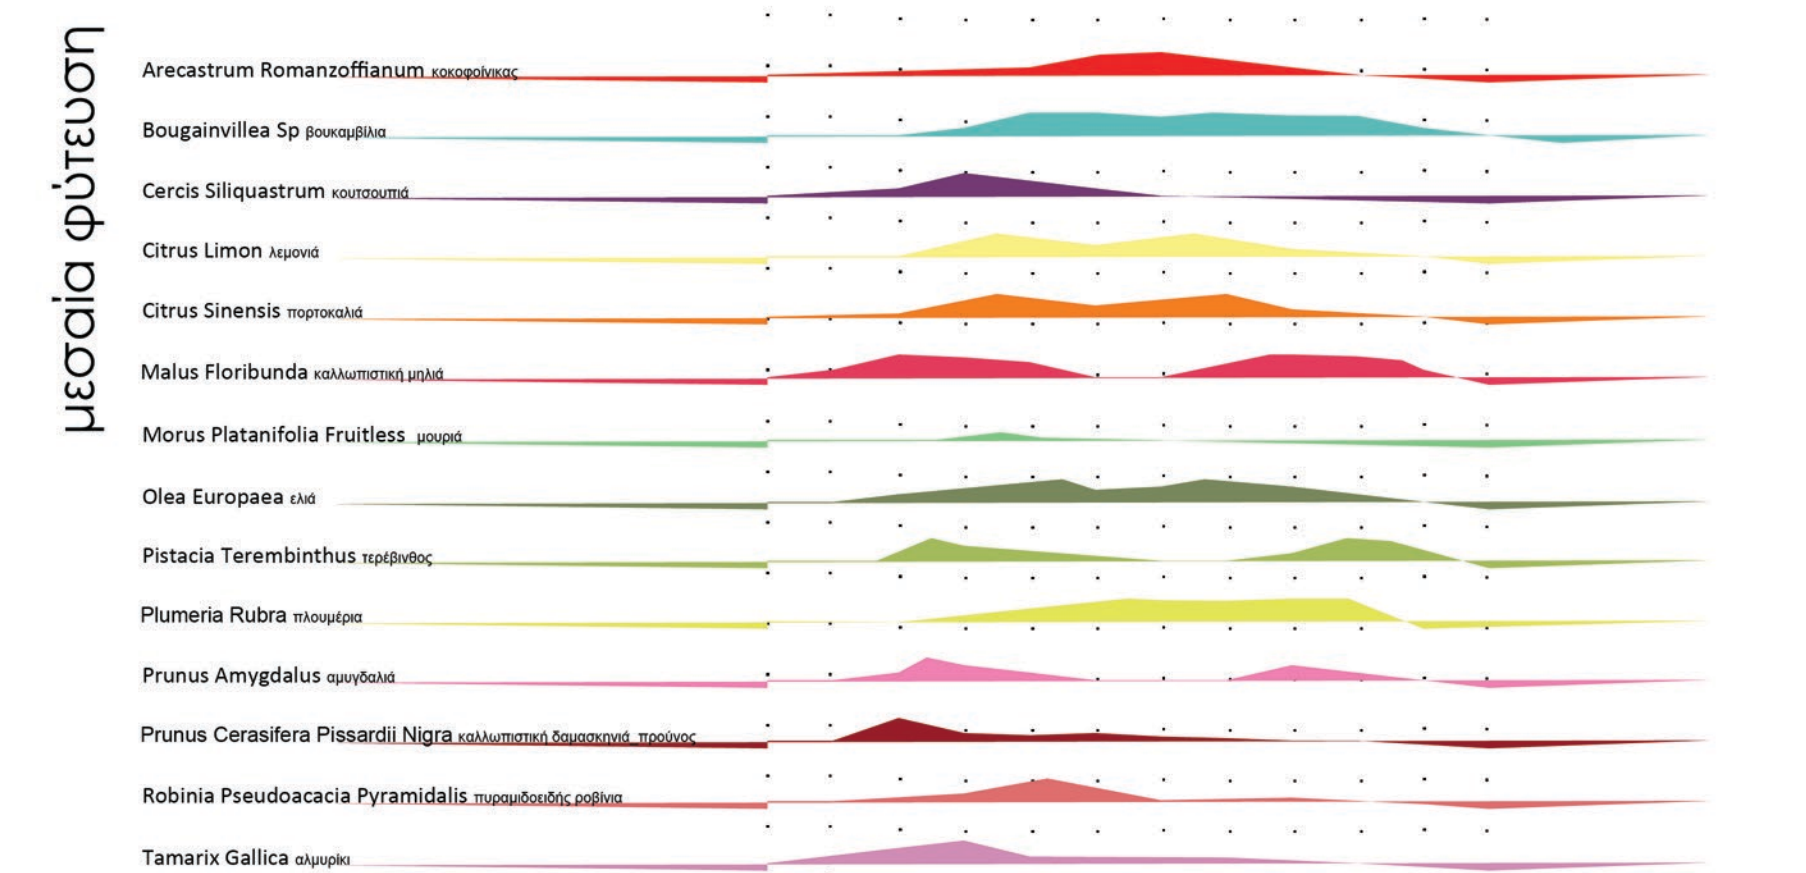 μεσαία φύτευση
Arecastrum Romanzoffianum κοκοφοίνικας
Bougainvillea Sp βουκαμβίλια
Cercis Siliquastrum κουτσουπιά
Citrus Limon λεμονιά
Citrus Sinensis πορτοκαλιά
Malus Floribunda καλλωπιστική μηλιά
Morus Platanifolia Fruitless μουριά
Olea Europaea ελιά
Pistacia Terembinthus τερέβινθος
Plumeria Rubra πλουμέρια
Prunus Amygdalus αμυγδαλιά
Prunus Cerasifera Pissardii Nigra καλλωπιστική δαμασκηνιά_προύνος
Robinia Pseudoacacia Pyramidalis πυραμιδοειδής ροβίνια
Tamarix Gallica αλμυρίκι